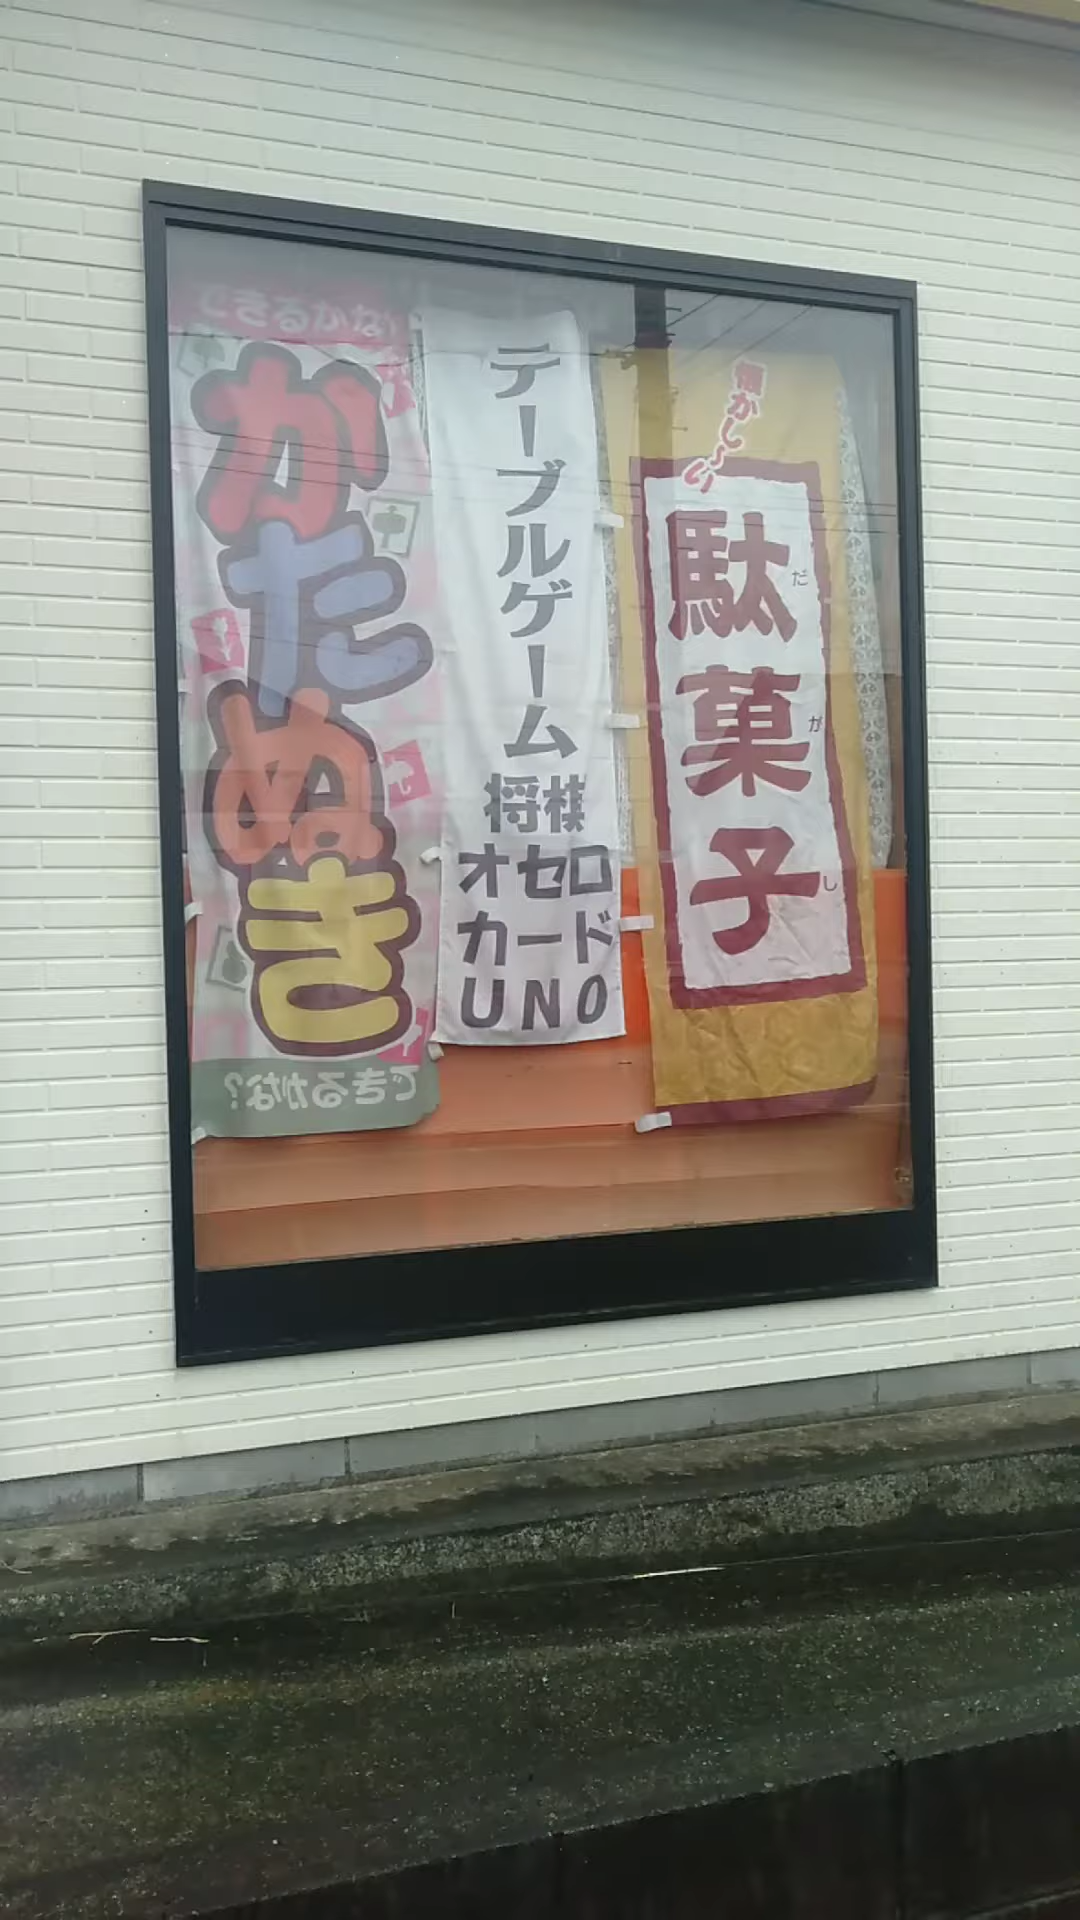 懐かし〜い
駄菓子
だがし
テーブルゲーム
将棋
オセロ
カード
UNO
できるかな
かたぬき
できるかな?